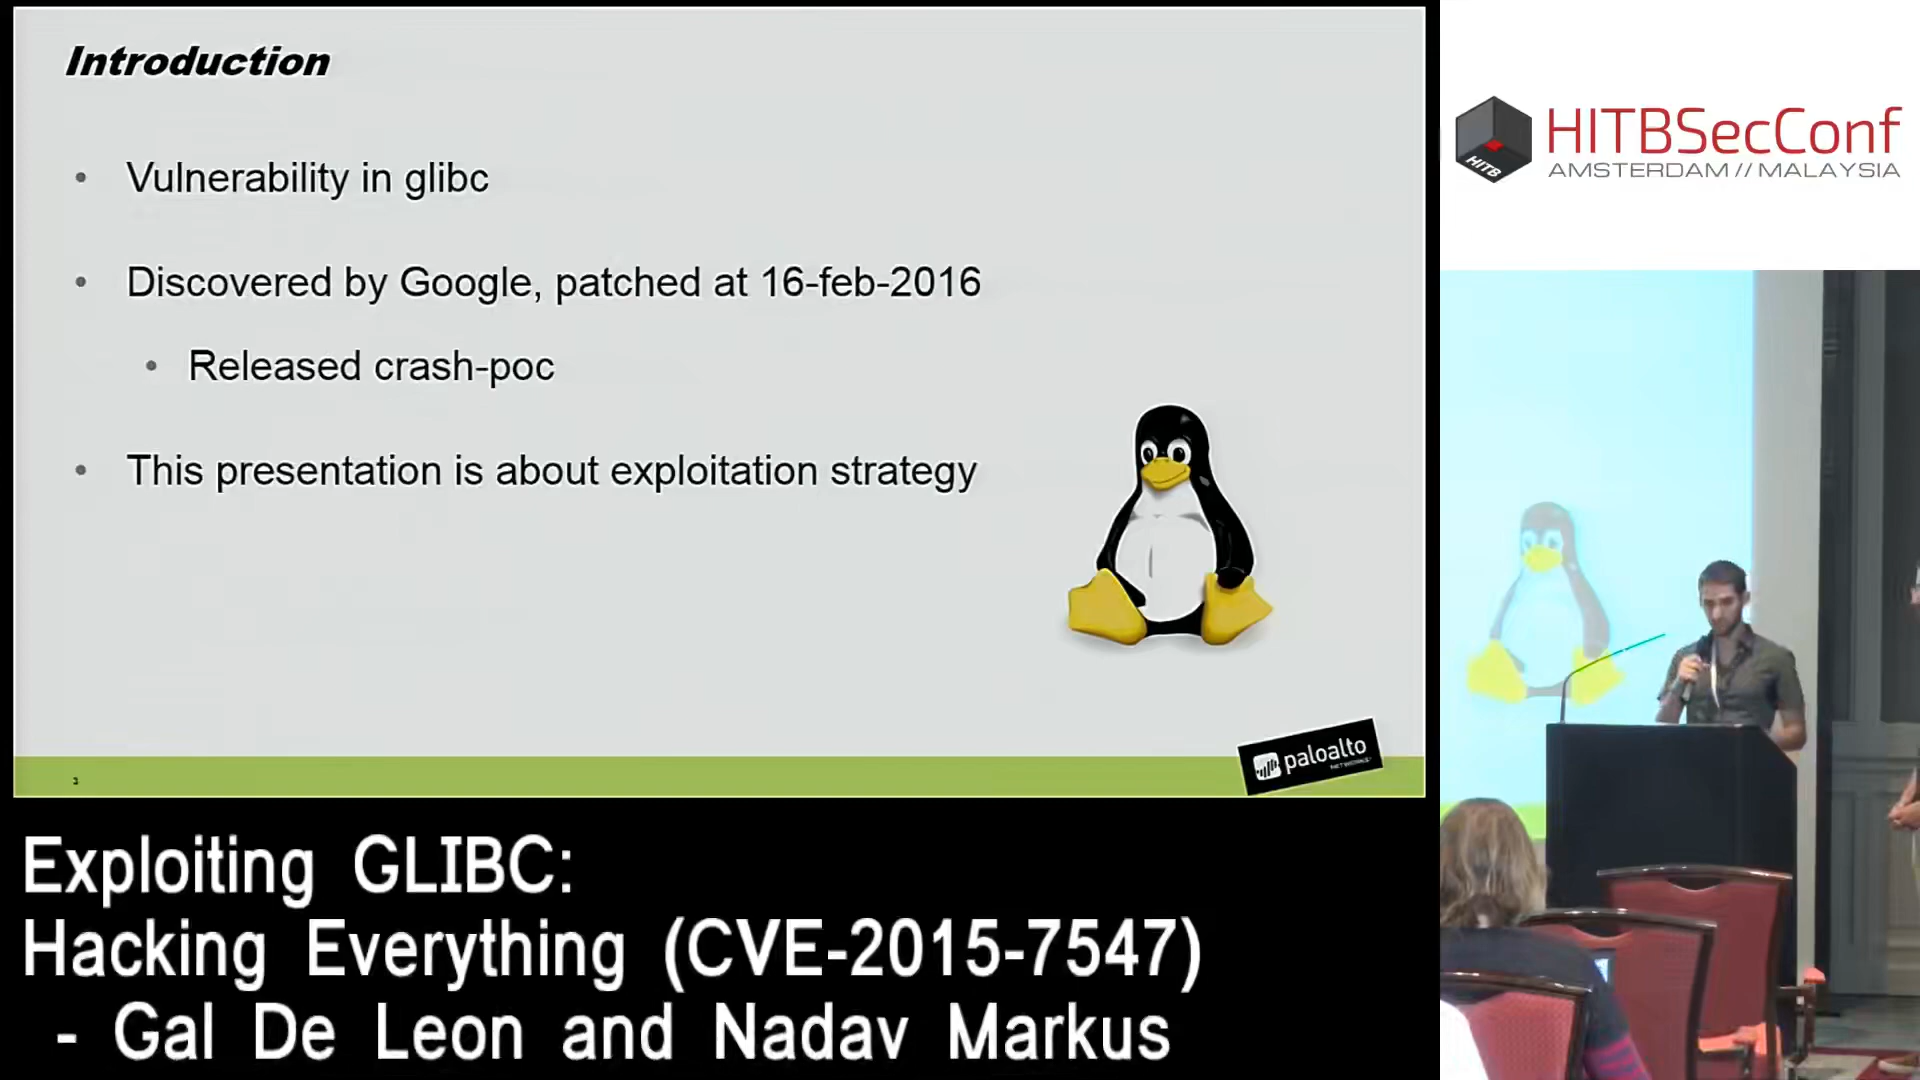 Introduction
• Vulnerability in glibc
• Discovered by Google, patched at 16-feb-2016
• Released crash-poc
• This presentation is about exploitation strategy
paloalto
NETWORKS
Exploiting GLIBC:
Hacking Everything (CVE-2015-7547)
- Gal De Leon and Nadav Markus
HITB
HITBSecConf
AMSTERDAM // MALAYSIA